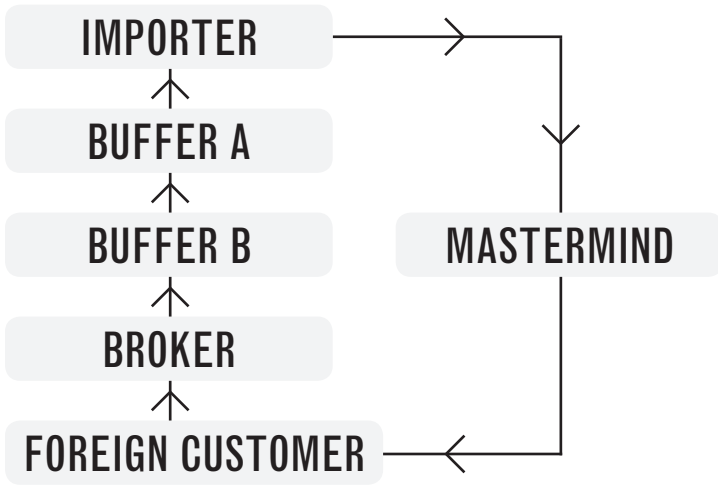 IMPORTER
BUFFER A
BUFFER B
MASTERMIND
BROKER
FOREIGN CUSTOMER